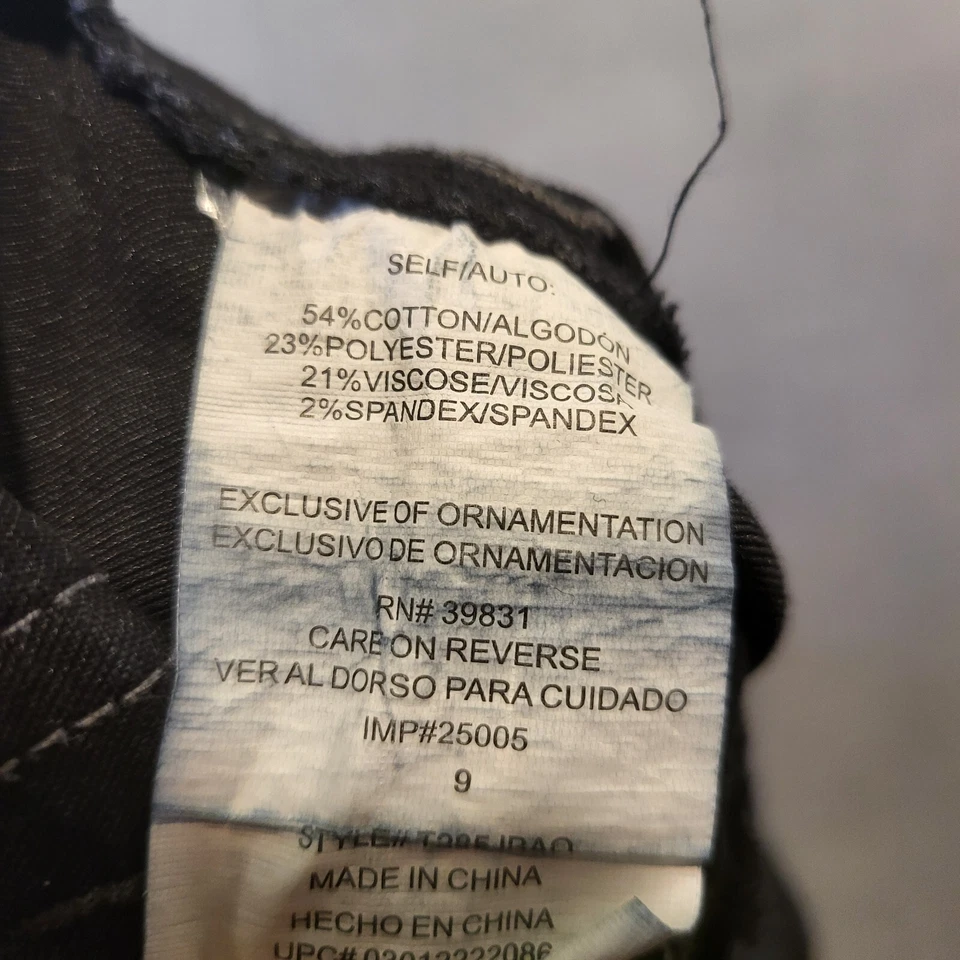 SELF/AUTO:
54%COTTON/ALGODÓN
23%POLYESTER/POLIESTER
21%VISCOSE/VISCOSA
2%SPANDEX/SPANDEX
EXCLUSIVE OF ORNAMENTATION
EXCLUSIVO DE ORNAMENTACION
RN# 39831
CARE ON REVERSE
VER AL DORSO PARA CUIDADO
IMP#25005
9
STYLE#
MADE IN CHINA
HECHO EN CHINA
UPC#